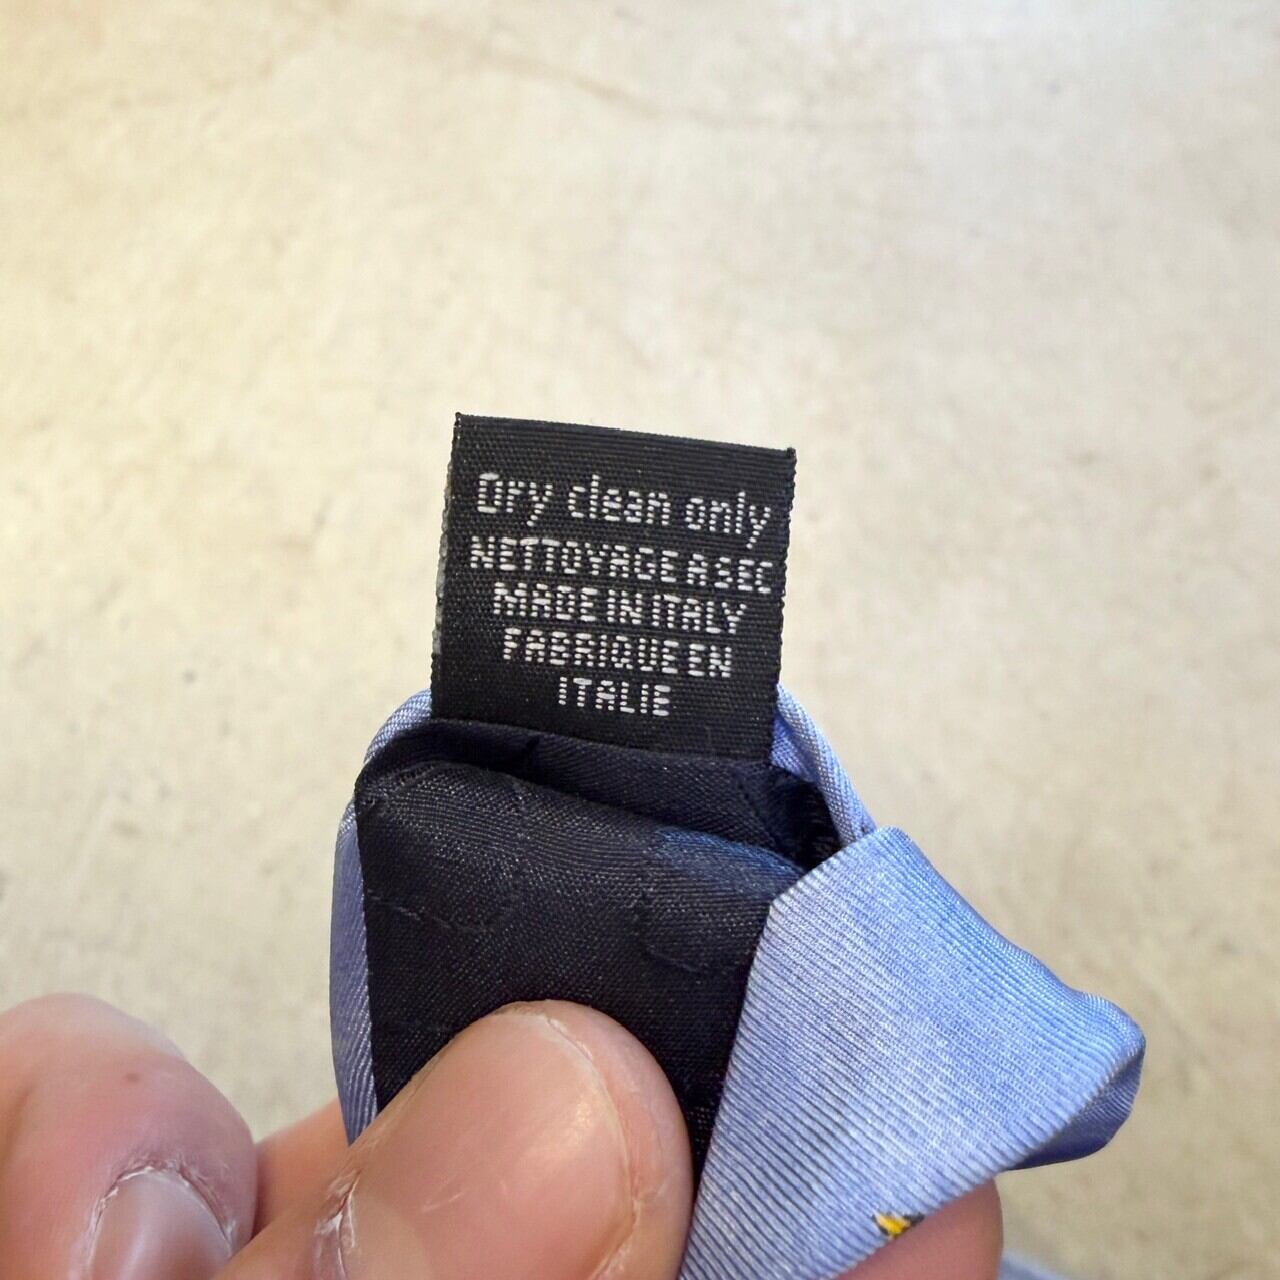 Dry clean only
NETTOYAGE A SEC
MADE IN ITALY
FABRIQUE EN
ITALIE